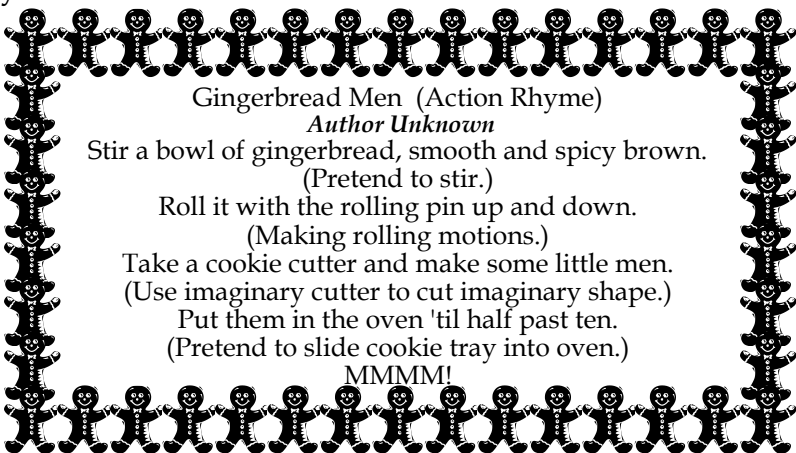 y
Gingerbread Men (Action Rhyme)
Author Unknown
Stir a bowl of gingerbread, smooth and spicy brown.
(Pretend to stir.)
Roll it with the rolling pin up and down.
(Making rolling motions.)
Take a cookie cutter and make some little men.
(Use imaginary cutter to cut imaginary shape.)
Put them in the oven 'til half past ten.
(Pretend to slide cookie tray into oven.)
MMMM!